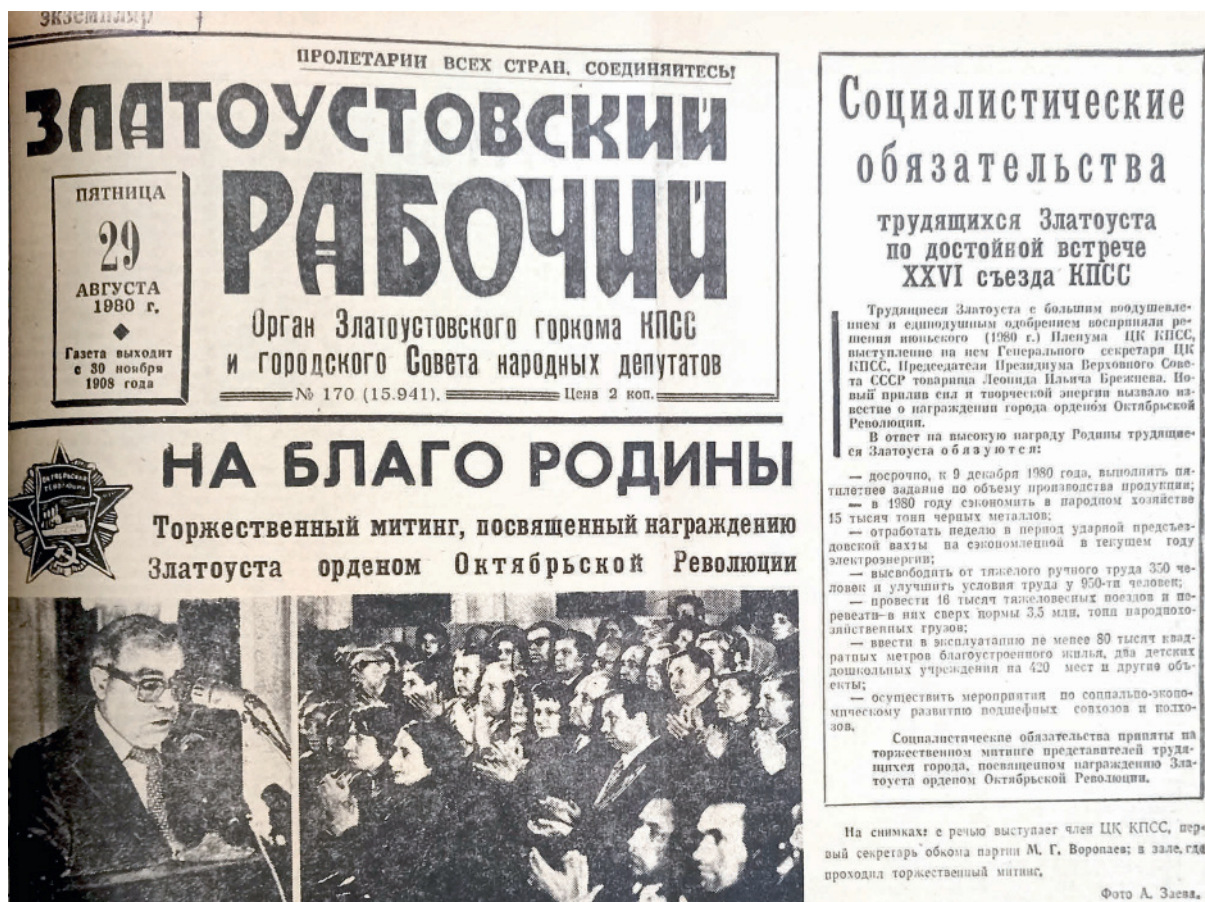 экземпляр
ПРОЛЕТАРИИ ВСЕХ СТРАН, СОЕДИНЯЙТЕСЬ!
ЗЛАТОУСТОВСКИЙ
РАБОЧИЙ
ПЯТНИЦА
29
АВГУСТА
1980 г.
Газета выходит
с 30 ноября
1908 года
Орган Златоустовского горкома КПСС
и городского Совета народных депутатов
№ 170 (15.941).
Цена 2 коп.
ОКТЯБРЬСКАЯ
РЕВОЛЮЦИЯ
НА БЛАГО РОДИНЫ
Торжественный митинг, посвященный награждению
Златоуста орденом Октябрьской Революции
Социалистические
обязательства
трудящихся Златоуста
по достойной встрече
XXVI съезда КПСС
Трудящиеся Златоуста с большим воодушевле-
нием и единодушным одобрением восприняли ре-
шения июньского (1980 г.) Пленума ЦК КПСС,
выступление на нем Генерального секретаря ЦК
КПСС, Председателя Президиума Верховного Сове-
та СССР товарища Леонида Ильича Брежнева. Но-
вый прилив сил и творческой энергии вызвало из-
вестие о награждении города орденом Октябрьской
Революции.
В ответ на высокую награду Родины трудящие-
ся Златоуста обязуются:
— досрочно, к 9 декабря 1980 года, выполнить пя-
тилетнее задание по объему производства продукции;
— в 1980 году сэкономить в народном хозяйстве
15 тысяч тонн черных металлов;
— отработать неделю в период ударной предсъез-
довской вахты на сэкономленной в текущем году
электроэнергии;
— высвободить от тяжелого ручного труда 350 че-
ловек и улучшить условия труда у 950-ти человек;
— провести 16 тысяч тяжеловесных поездов и пе-
ревезти в них сверх нормы 3,5 млн. тонн народнохо-
зяйственных грузов;
— ввести в эксплуатацию не менее 80 тысяч квад-
ратных метров благоустроенного жилья, два детских
дошкольных учреждения на 420 мест и другие объ-
екты;
— осуществить мероприятия по социально-эконо-
мическому развитию подшефных совхозов и колхо-
зов.
Социалистические обязательства приняты на
торжественном митинге представителей трудя-
щихся города, посвященном награждению Зла-
тоуста орденом Октябрьской Революции.
На снимках: с речью выступает член ЦК КПСС, пер-
вый секретарь обкома партии М. Г. Воропаев; в зале, где
проходил торжественный митинг.
Фото А. Заева.